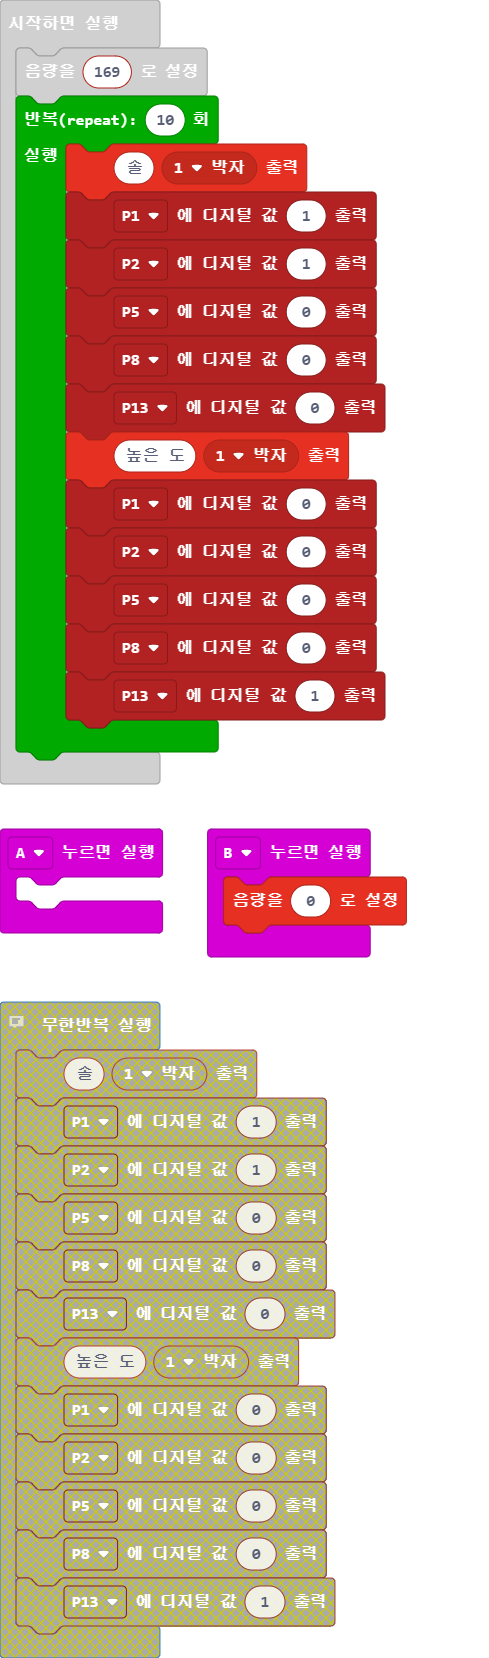 시작하면 실행
음량을 169 로 설정
반복(repeat): 10 회
실행
솔 1 박자 출력
P1 에 디지털 값 1 출력
P2 에 디지털 값 1 출력
P5 에 디지털 값 0 출력
P8 에 디지털 값 0 출력
P13 에 디지털 값 0 출력
높은 도 1 박자 출력
P1 에 디지털 값 0 출력
P2 에 디지털 값 0 출력
P5 에 디지털 값 0 출력
P8 에 디지털 값 0 출력
P13 에 디지털 값 1 출력
A 누르면 실행
B 누르면 실행
음량을 0 로 설정
무한반복 실행
솔 1 박자 출력
P1 에 디지털 값 1 출력
P2 에 디지털 값 1 출력
P5 에 디지털 값 0 출력
P8 에 디지털 값 0 출력
P13 에 디지털 값 0 출력
높은 도 1 박자 출력
P1 에 디지털 값 0 출력
P2 에 디지털 값 0 출력
P5 에 디지털 값 0 출력
P8 에 디지털 값 0 출력
P13 에 디지털 값 1 출력